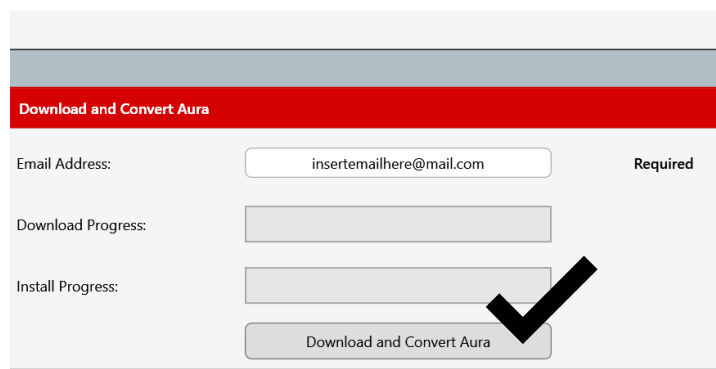 Download and Convert Aura
Email Address: insertemailhere@mail.com Required
Download Progress:
Install Progress:
Download and Convert Aura